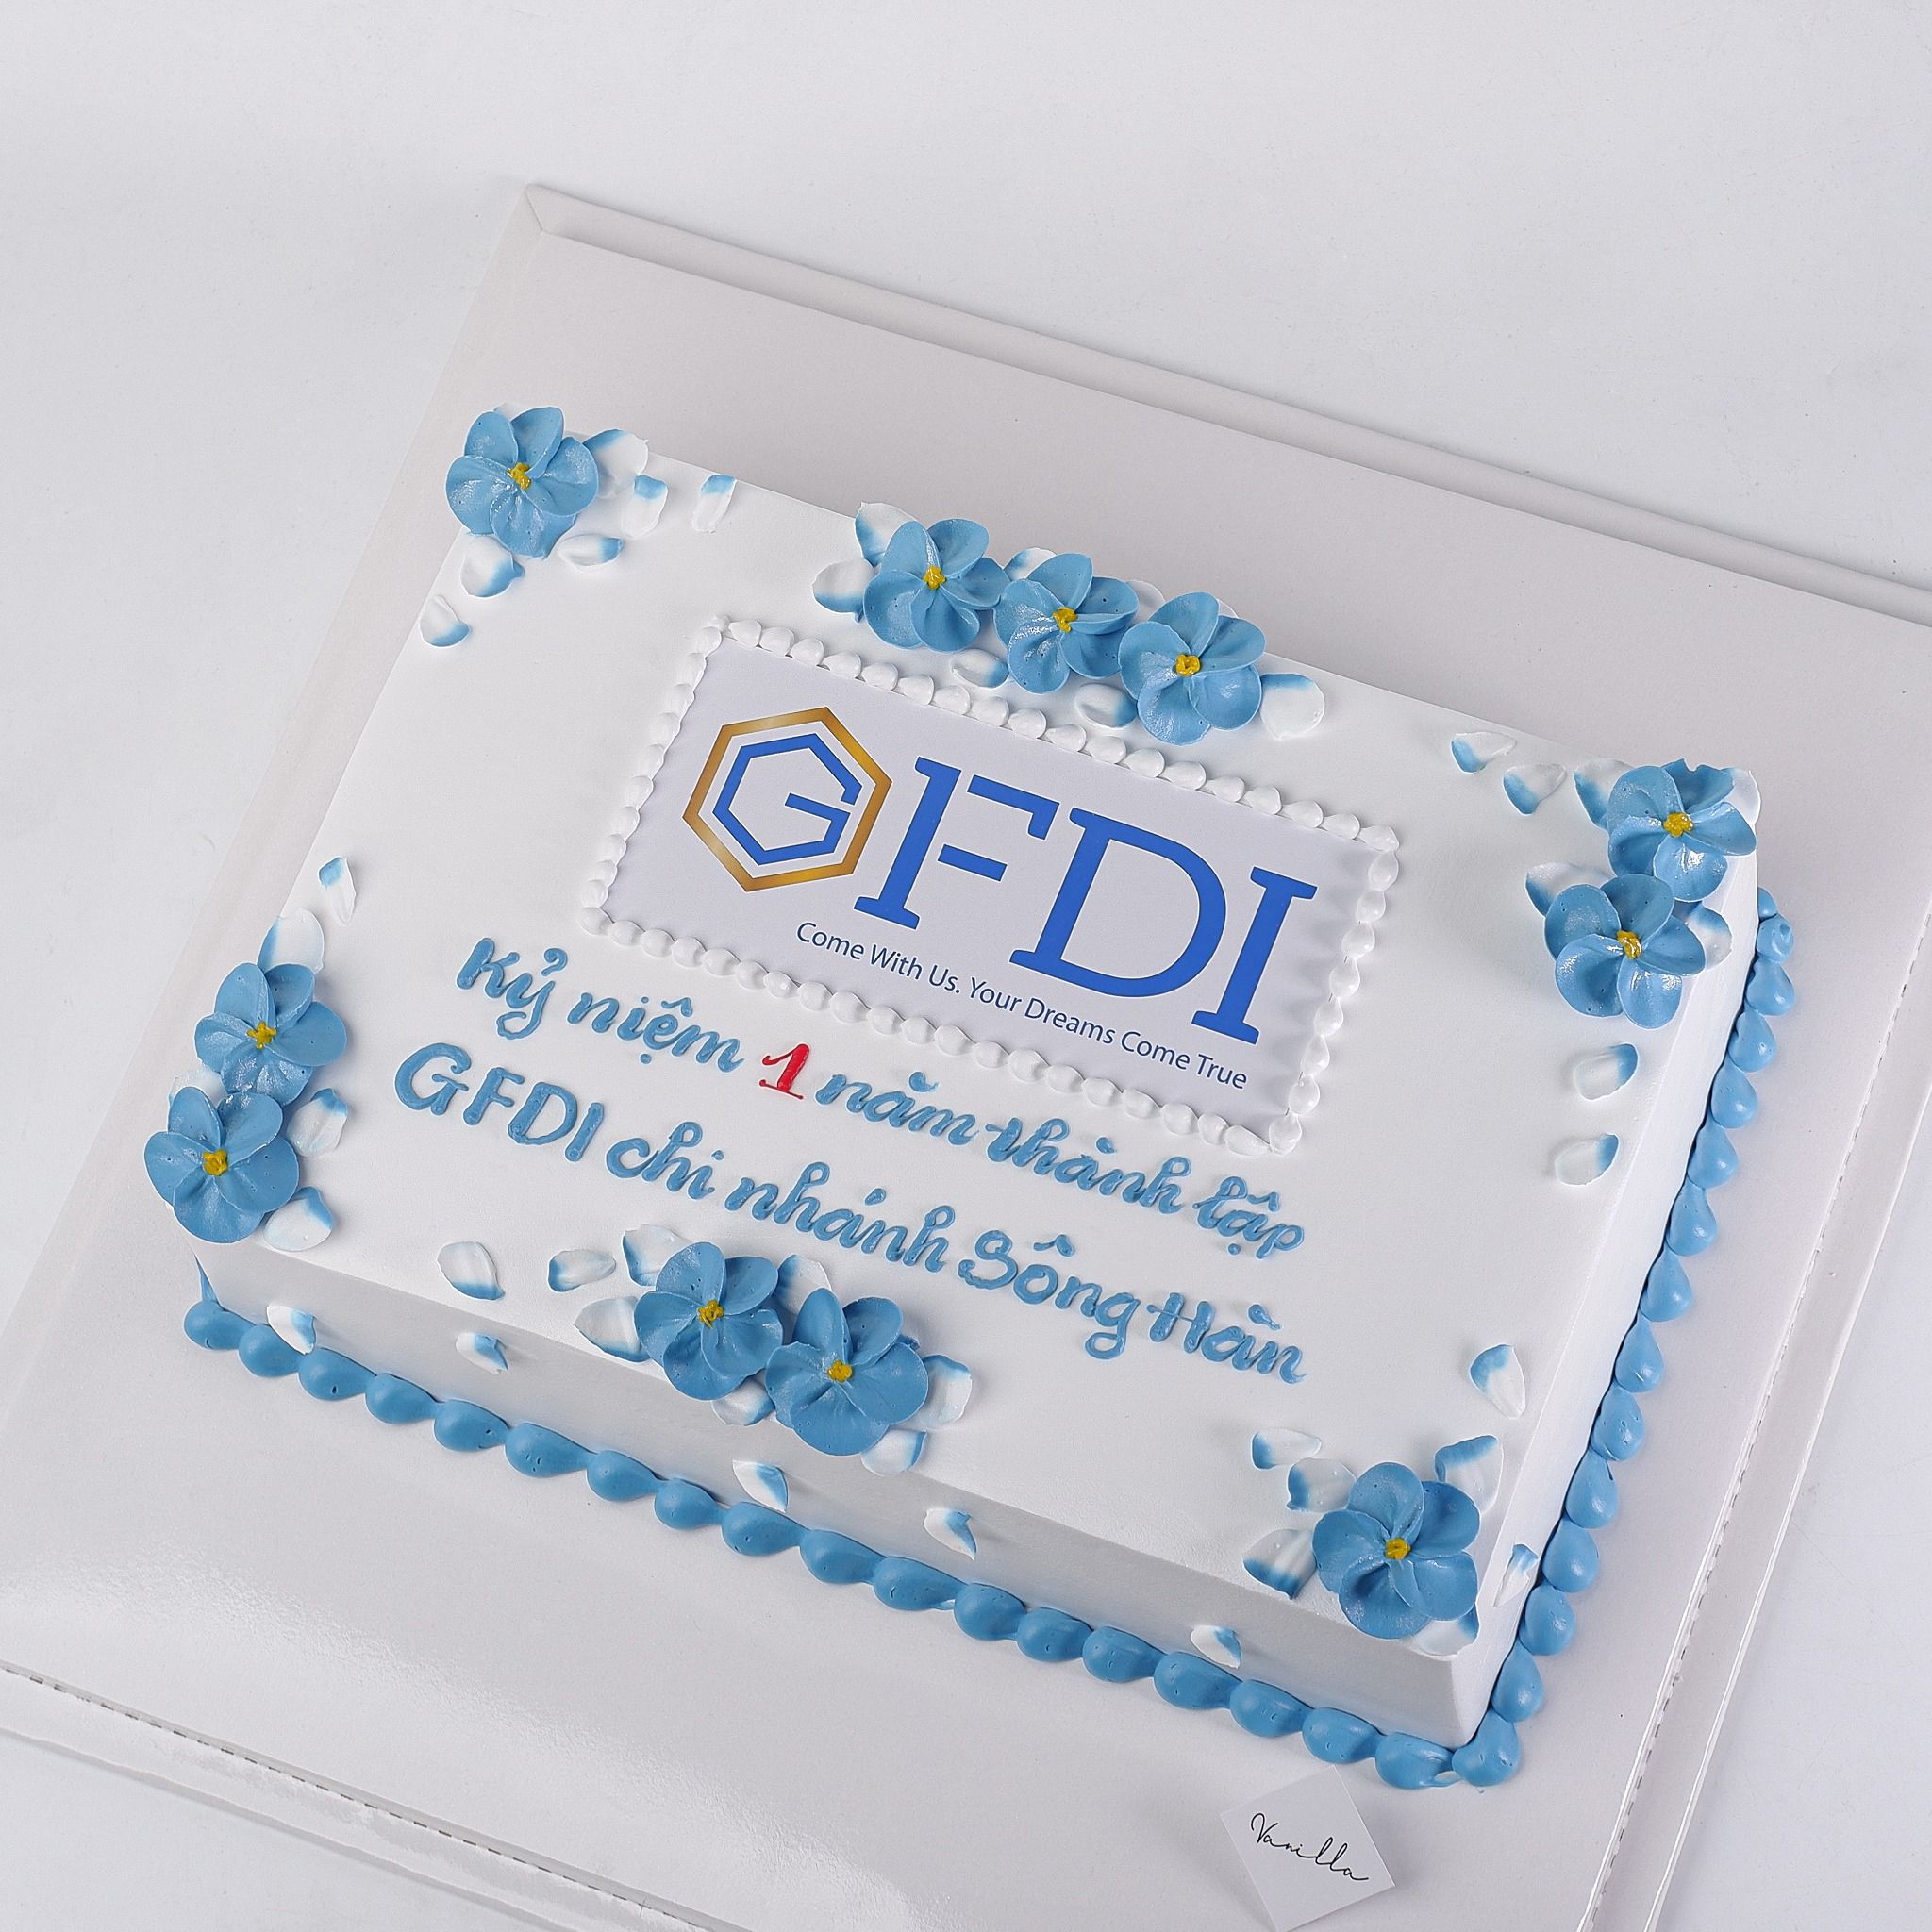 GFDI
Come With Us. Your Dreams Come True
Kỷ niệm 1 năm thành lập
GFDI chi nhánh Sông Hàn
Vanilla